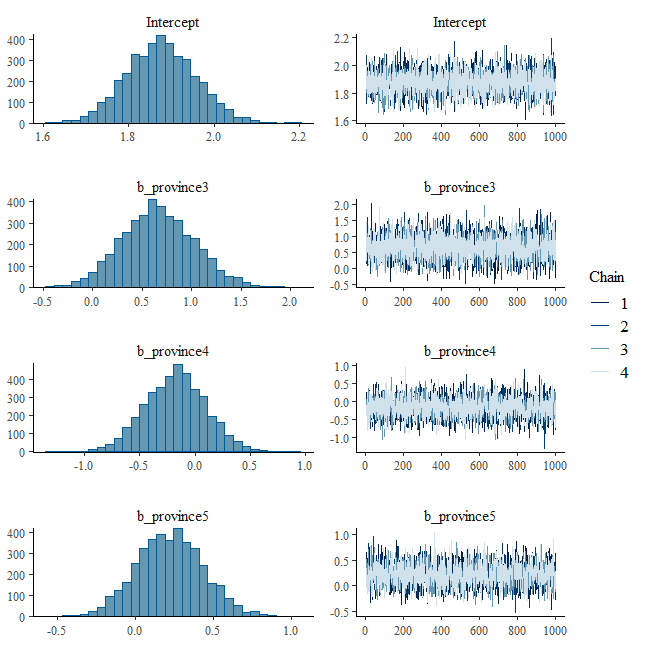 Intercept
400
300
200
100
0
1.6 1.8 2.0 2.2
Intercept
2.2
2.0
1.8
1.6
0 200 400 600 800 1000
b_province3
400
300
200
100
0
-0.5 0.0 0.5 1.0 1.5 2.0
b_province3
2.0
1.5
1.0
0.5
0.0
-0.5
0 200 400 600 800 1000
Chain
1
2
3
4
b_province4
400
300
200
100
0
-1.0 -0.5 0.0 0.5 1.0
b_province4
1.0
0.5
0.0
-0.5
-1.0
0 200 400 600 800 1000
b_province5
400
300
200
100
0
-0.5 0.0 0.5 1.0
b_province5
1.0
0.5
0.0
-0.5
0 200 400 600 800 1000